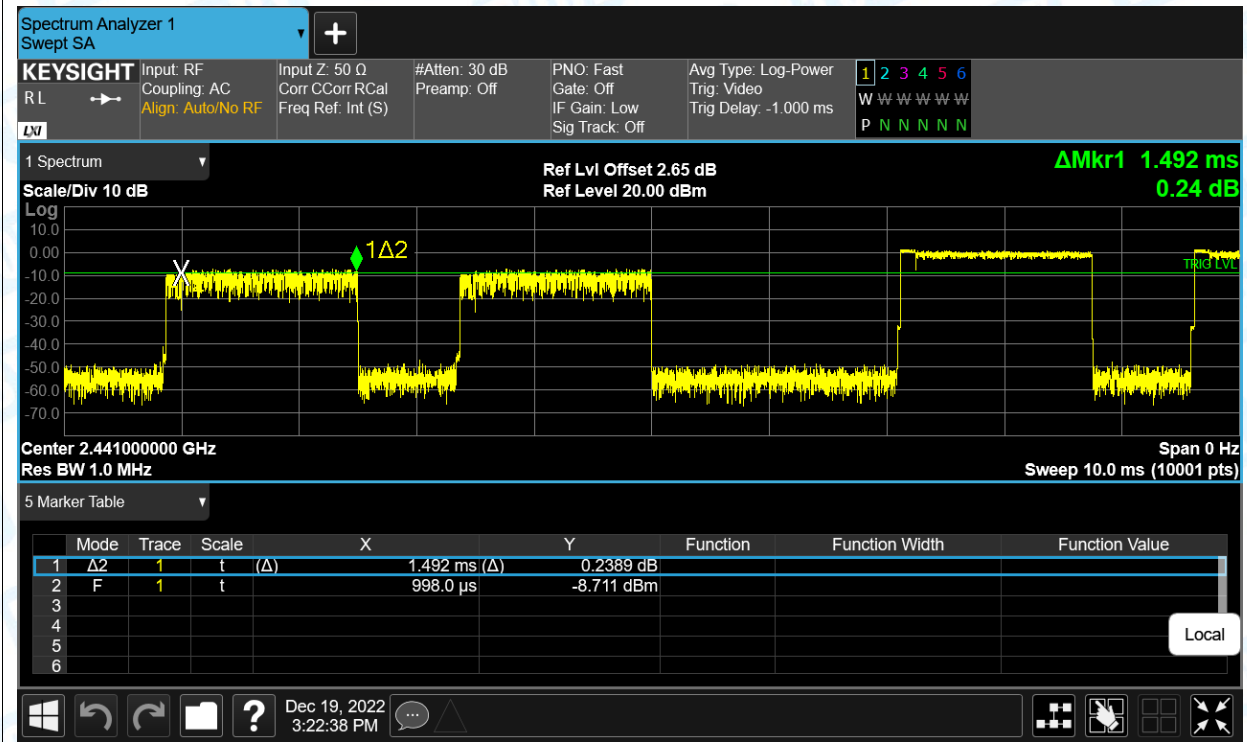 Spectrum Analyzer 1
Swept SA
KEYSIGHT
R L
LXI
Input: RF
Coupling: AC
Align: Auto/No RF
Input Z: 50 Ω
Corr CCorr RCal
Freq Ref: Int (S)
#Atten: 30 dB
Preamp: Off
PNO: Fast
Gate: Off
IF Gain: Low
Sig Track: Off
Avg Type: Log-Power
Trig: Video
Trig Delay: -1.000 ms
1 2 3 4 5 6
W W W W W W
P N N N N N
1 Spectrum
Scale/Div 10 dB
Ref Lvl Offset 2.65 dB
Ref Level 20.00 dBm
ΔMkr1 1.492 ms
0.24 dB
Log
10.0
0.00
-10.0
-20.0
-30.0
-40.0
-50.0
-60.0
-70.0
X
1Δ2
TRIG LVL
Center 2.441000000 GHz
Res BW 1.0 MHz
Span 0 Hz
Sweep 10.0 ms (10001 pts)
5 Marker Table
Mode Trace Scale X Y Function Function Width Function Value
1 Δ2 1 t (Δ) 1.492 ms (Δ) 0.2389 dB
2 F 1 t 998.0 µs -8.711 dBm
3
4
5
6
Local
?
Dec 19, 2022
3:22:38 PM